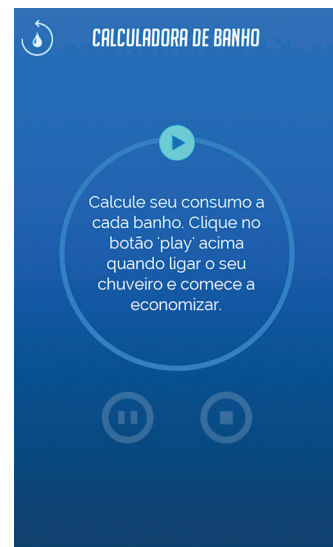 CALCULADORA DE BANHO
Calcule seu consumo a
cada banho. Clique no
botão 'play' acima
quando ligar o seu
chuveiro e comece a
economizar.